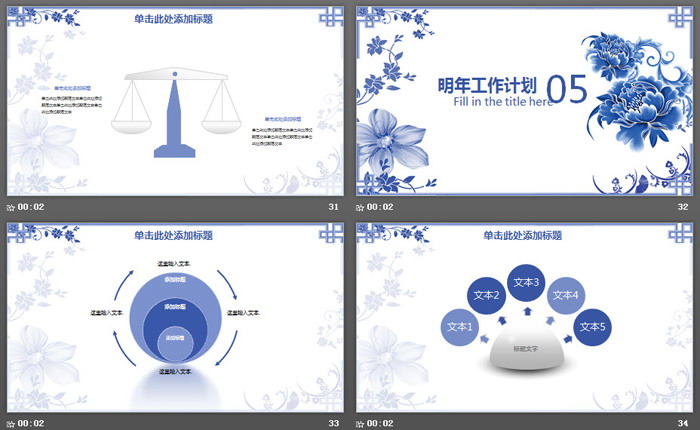 单击此处添加标题
单击此处添加标题
单击此处添加标题
00:02
31
明年工作计划
Fill in the title here
05
00:02
32
单击此处添加标题
这里输入文本.
添加标题
这里输入文本.
添加标题
这里输入文本.
添加标题
这里输入文本.
00:02
33
单击此处添加标题
文本1
文本2
文本3
文本4
文本5
标题文字
00:02
34